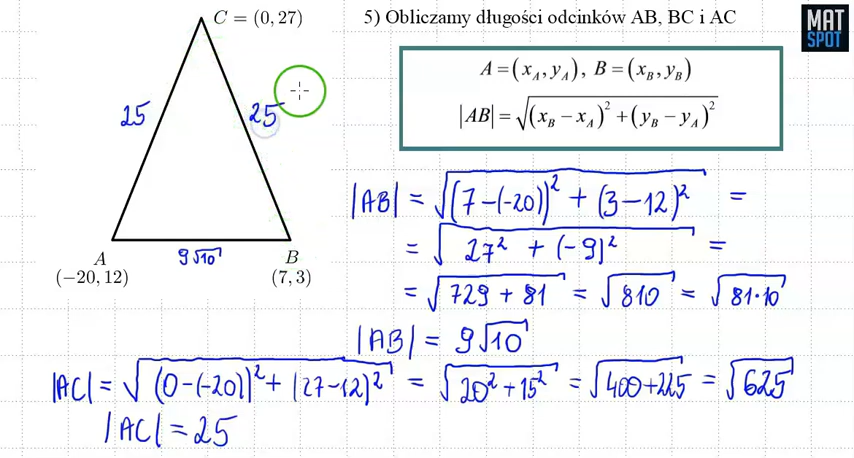 C = (0, 27)
5) Obliczamy długości odcinków AB, BC i AC
MAT
SPOT
A = (x_A, y_A), B = (x_B, y_B)
|AB| = √((x_B − x_A)² + (y_B − y_A)²)
25
25
A
(−20, 12)
9√10
B
(7, 3)
|AB| = √((7−(−20))² + (3−12)²) =
= √(27² + (−9)²) =
= √(729 + 81) = √810 = √(81·10)
|AB| = 9√10
|AC| = √((0−(−20))² + (27−12)²) = √(20² + 15²) = √(400+225) = √625
|AC| = 25